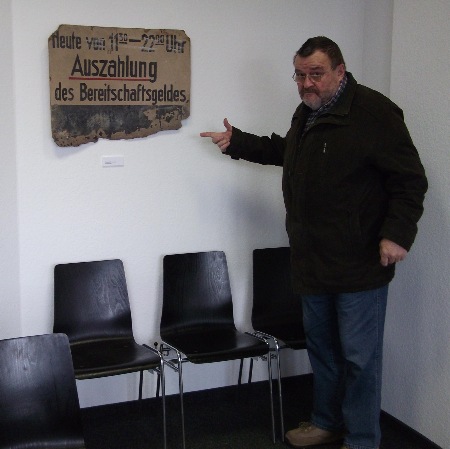 Heute von 11³⁰—22⁰⁰ Uhr
Auszahlung
des Bereitschaftsgeldes